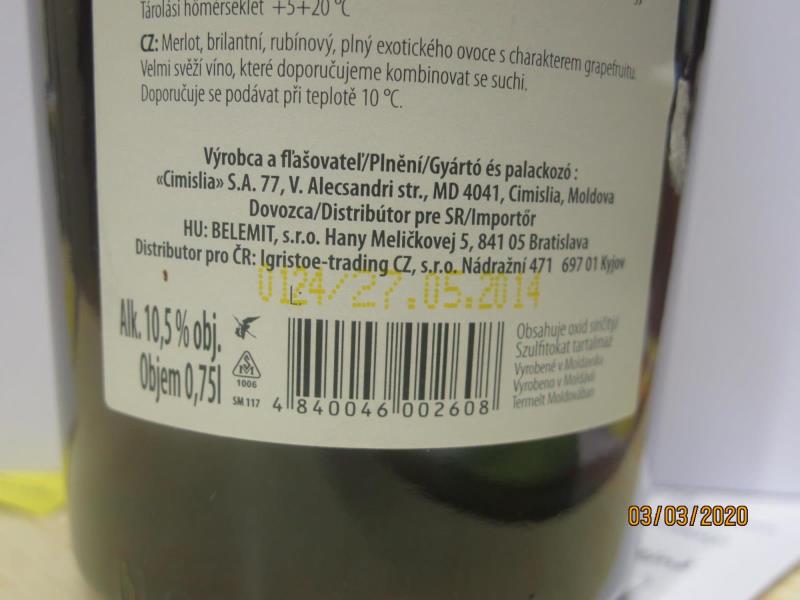 Tárolási hőmérséklet +5+20 °C
CZ: Merlot, brilantní, rubínový, plný exotického ovoce s charakterem grapefruitu.
Velmi svěží víno, které doporučujeme kombinovat se suchi.
Doporučuje se podávat při teplotě 10 °C.
Výrobca a fľašovateľ/Plnění/Gyártó és palackozó :
«Cimislia» S.A. 77, V. Alecsandri str., MD 4041, Cimislia, Moldova
Dovozca/Distribútor pre SR/Importőr
HU: BELEMIT, s.r.o. Hany Meličkovej 5, 841 05 Bratislava
Distributor pro ČR: Igristoe-trading CZ, s.r.o. Nádražní 471 697 01 Kyjov
L: 0124/27.05.2014
Alk. 10,5 % obj.
Objem 0,75l
SM
1006
SM 117
4 840046 002608
Obsahuje oxid siričitý/
Szulfitokat tartalmaz
Vyrobené v Moldavsku
Vyrobeno v Moldávii
Termelt Moldovában
03/03/2020